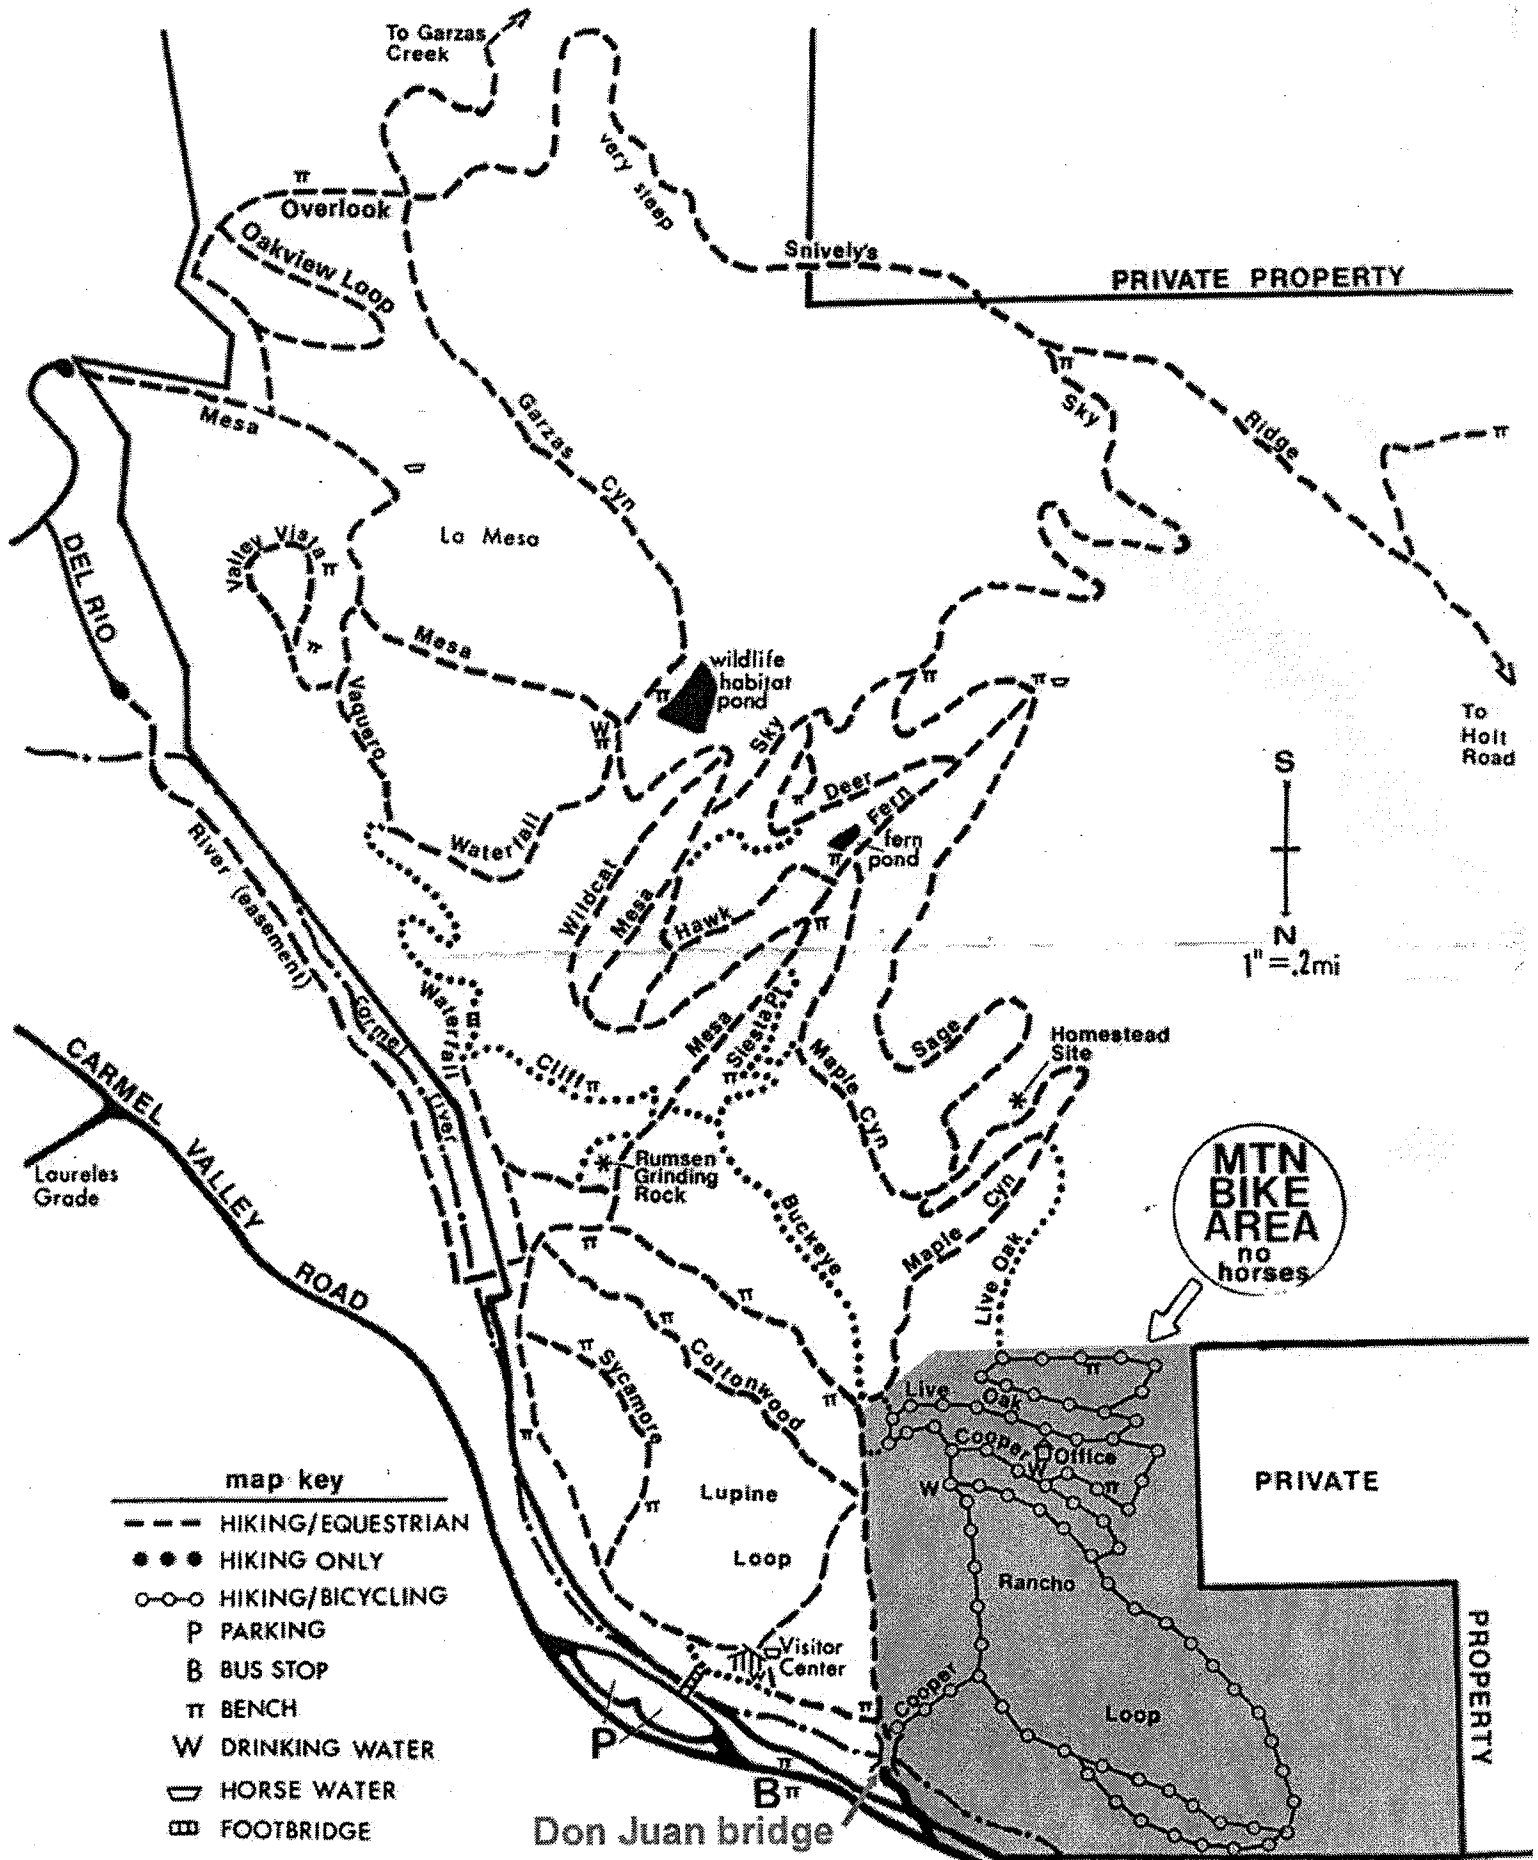 To Garzas
Creek
very steep
Overlook
Oakview Loop
Snively's
PRIVATE PROPERTY
Mesa
Garzas
Cyn
Sky
Ridge
La Mesa
Valley Vista
DEL RIO
Mesa
Vaquero
wildlife
habitat
pond
W
Sky
To
Holt
Road
S
N
1"=.2mi
Deer
Fern
fern
pond
Waterfall
River (easement)
Wildcat
Mesa
Hawk
former
river
Waterfall
Cliff
Mesa
Siesta Pt
Maple
Cyn
Sage
Homestead
Site
CARMEL VALLEY ROAD
Laureles
Grade
Rumsen
Grinding
Rock
Buckeye
Maple Cyn
Live Oak
MTN
BIKE
AREA
no
horses
Sycamore
Cottonwood
Live Oak
Cooper
Office
W
W
PRIVATE
PROPERTY
Lupine
Loop
Rancho
Loop
Visitor
Center
W
Cooper
P
B
Don Juan bridge
map key
HIKING/EQUESTRIAN
HIKING ONLY
HIKING/BICYCLING
P PARKING
B BUS STOP
π BENCH
W DRINKING WATER
HORSE WATER
FOOTBRIDGE